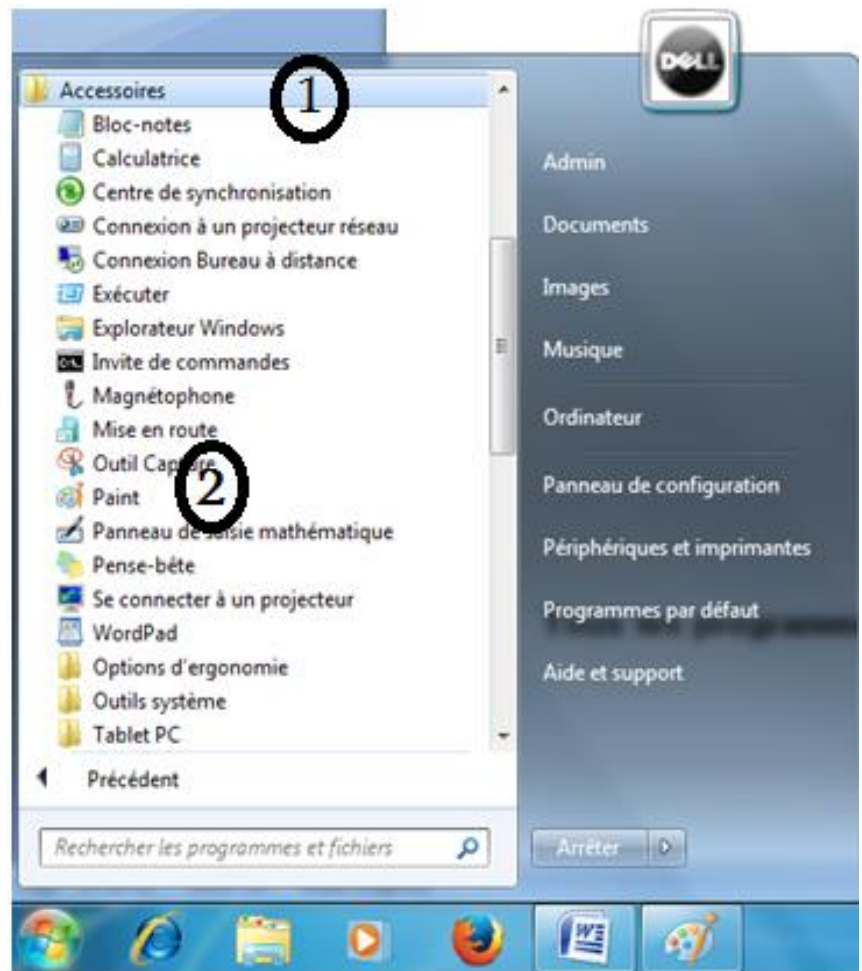 DELL
Accessoires
1
Bloc-notes
Calculatrice
Centre de synchronisation
Connexion à un projecteur réseau
Connexion Bureau à distance
Exécuter
Explorateur Windows
Invite de commandes
Magnétophone
Mise en route
Outil Capture
2
Paint
Panneau de saisie mathématique
Pense-bête
Se connecter à un projecteur
WordPad
Options d'ergonomie
Outils système
Tablet PC
Précédent
Rechercher les programmes et fichiers
Admin
Documents
Images
Musique
Ordinateur
Panneau de configuration
Périphériques et imprimantes
Programmes par défaut
Aide et support
Arrêter